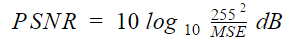 PSNR = 10 log₁₀ 255²/MSE dB